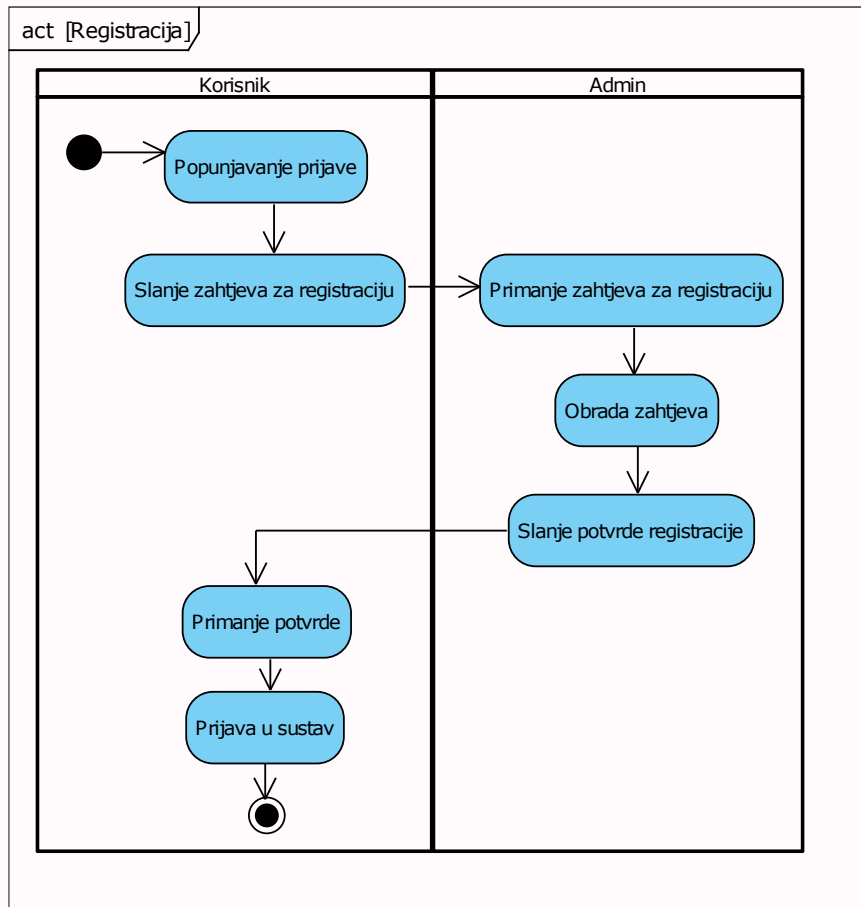 act [Registracija]
Korisnik
Admin
Popunjavanje prijave
Slanje zahtjeva za registraciju
Primanje zahtjeva za registraciju
Obrada zahtjeva
Slanje potvrde registracije
Primanje potvrde
Prijava u sustav